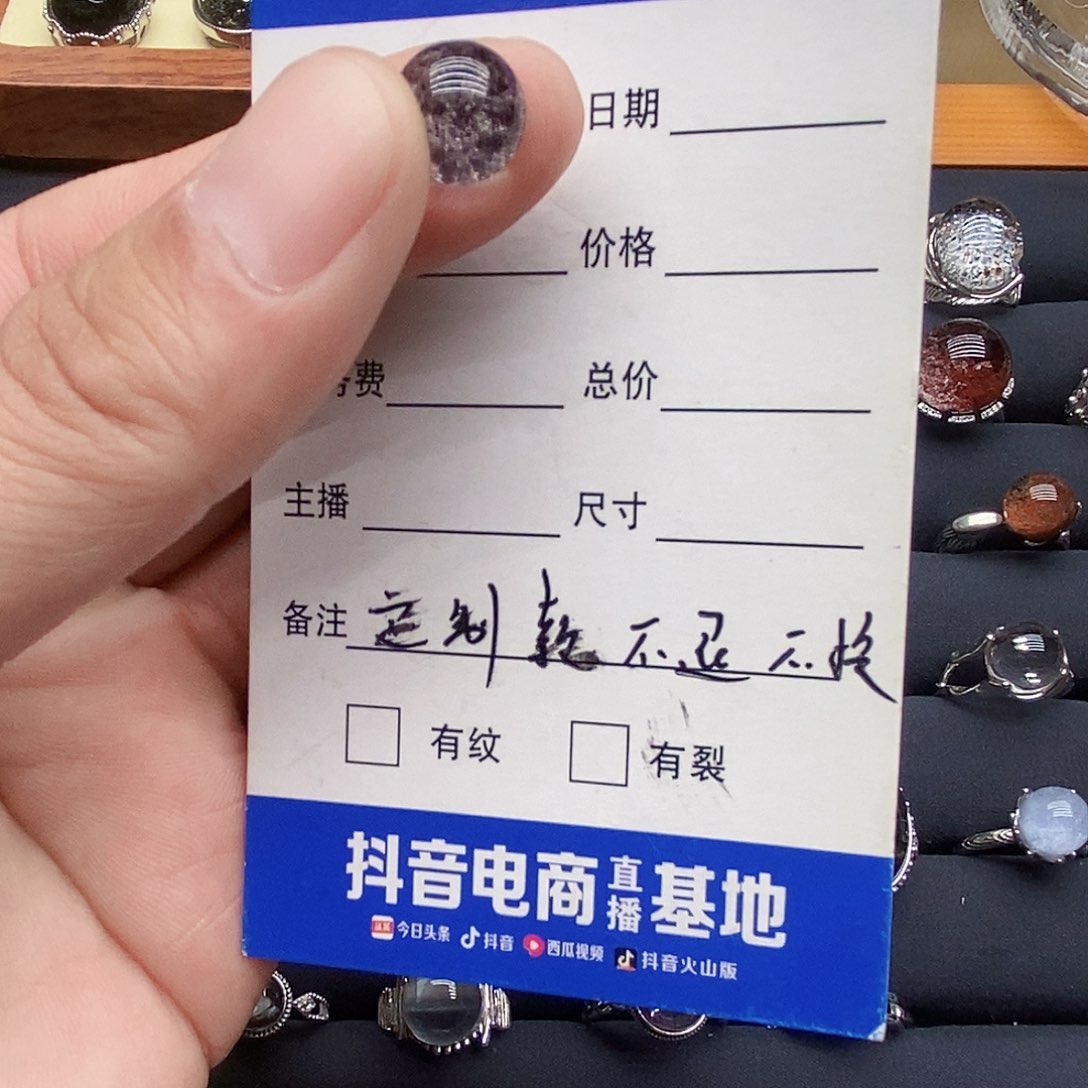 日期
价格
费 总价
主播 尺寸
备注 定制款不退不换
有纹 有裂
抖音电商直播基地
今日头条 抖音 西瓜视频 抖音火山版